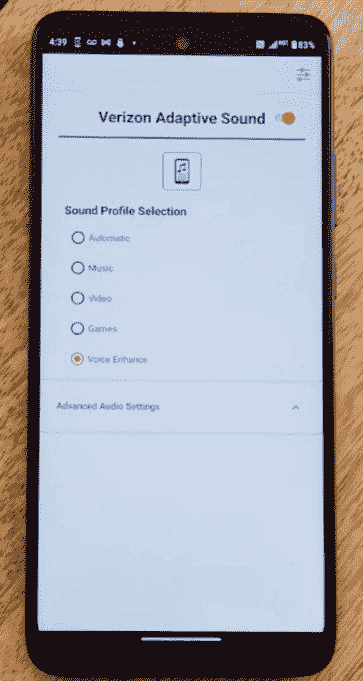 4:39 83%
Verizon Adaptive Sound
Sound Profile Selection
Automatic
Music
Video
Games
Voice Enhance
Advanced Audio Settings